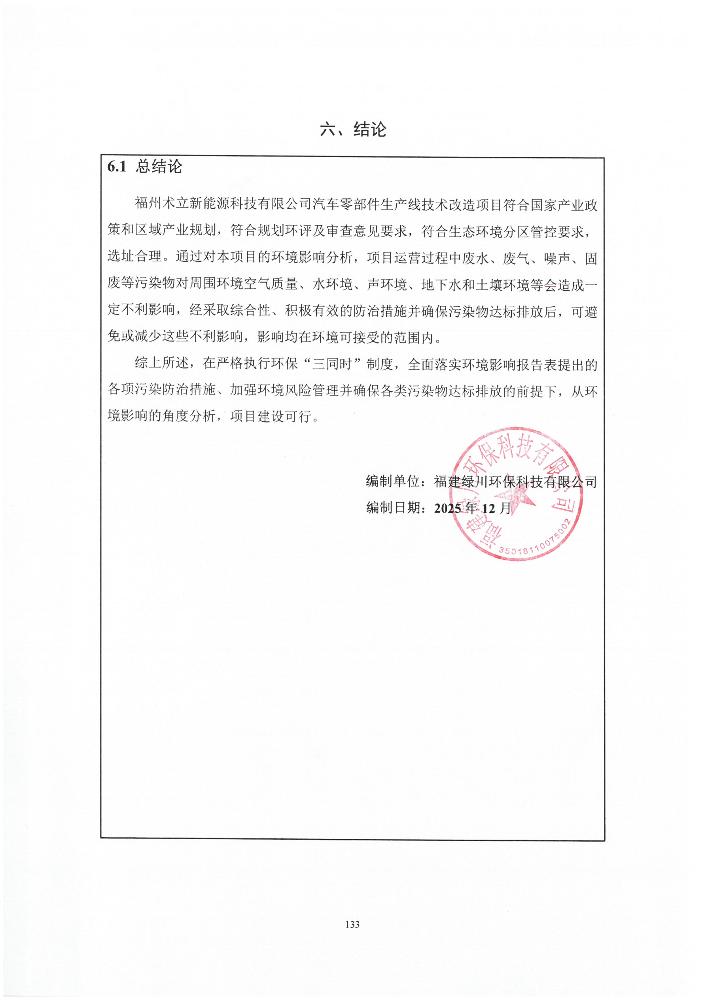 六、结论
6.1 总结论
福州术立新能源科技有限公司汽车零部件生产线技术改造项目符合国家产业政
策和区域产业规划，符合规划环评及审查意见要求，符合生态环境分区管控要求，
选址合理。通过对本项目的环境影响分析，项目运营过程中废水、废气、噪声、固
废等污染物对周围环境空气质量、水环境、声环境、地下水和土壤环境等会造成一
定不利影响，经采取综合性、积极有效的防治措施并确保污染物达标排放后，可避
免或减少这些不利影响，影响均在环境可接受的范围内。
综上所述，在严格执行环保“三同时”制度，全面落实环境影响报告表提出的
各项污染防治措施、加强环境风险管理并确保各类污染物达标排放的前提下，从环
境影响的角度分析，项目建设可行。
编制单位：福建绿川环保科技有限公司
编制日期：2025 年 12 月
福建绿川环保科技有限公司
35018110075002
133